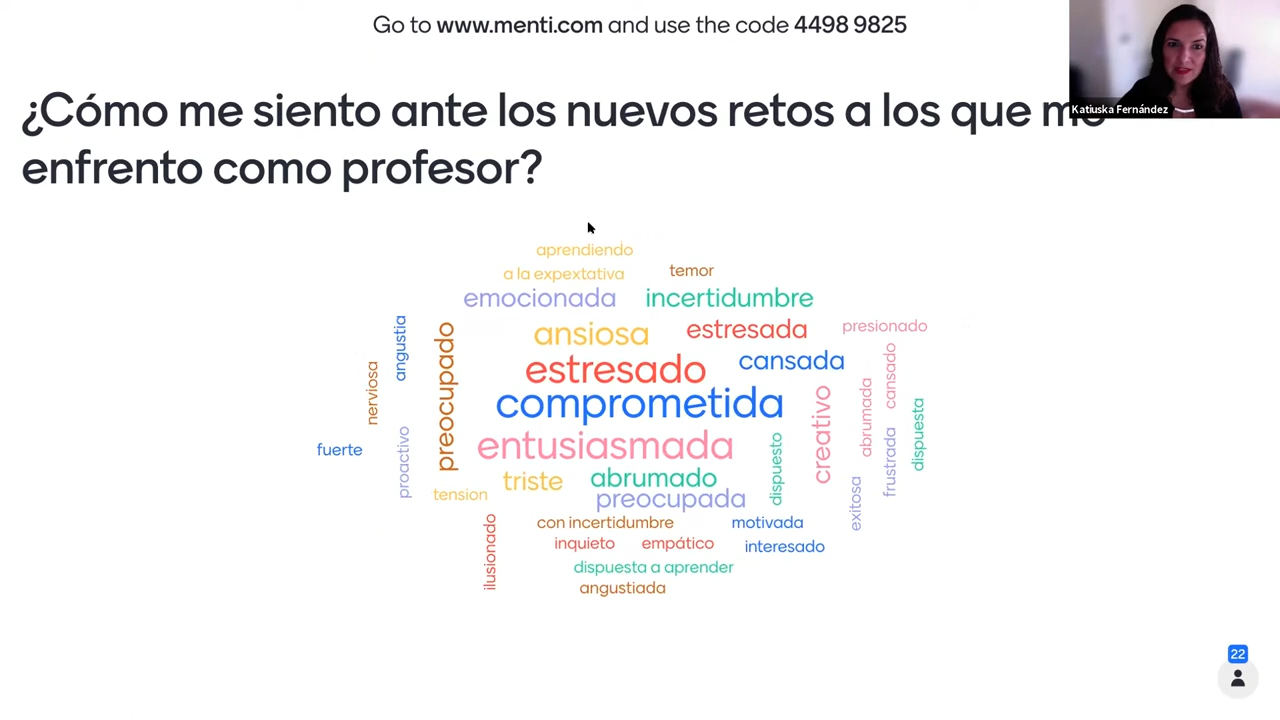 Go to www.menti.com and use the code 4498 9825
Katiuska Fernández
¿Cómo me siento ante los nuevos retos a los que me
enfrento como profesor?
aprendiendo
a la expextativa
temor
emocionada
incertidumbre
ansiosa
estresada
presionado
angustia
preocupado
estresado
cansada
cansado
nerviosa
comprometida
creativo
abrumada
dispuesta
fuerte
proactivo
entusiasmada
dispuesto
frustrada
triste
abrumado
exitosa
tension
preocupada
ilusionado
con incertidumbre
motivada
inquieto
empático
interesado
dispuesta a aprender
angustiada
22